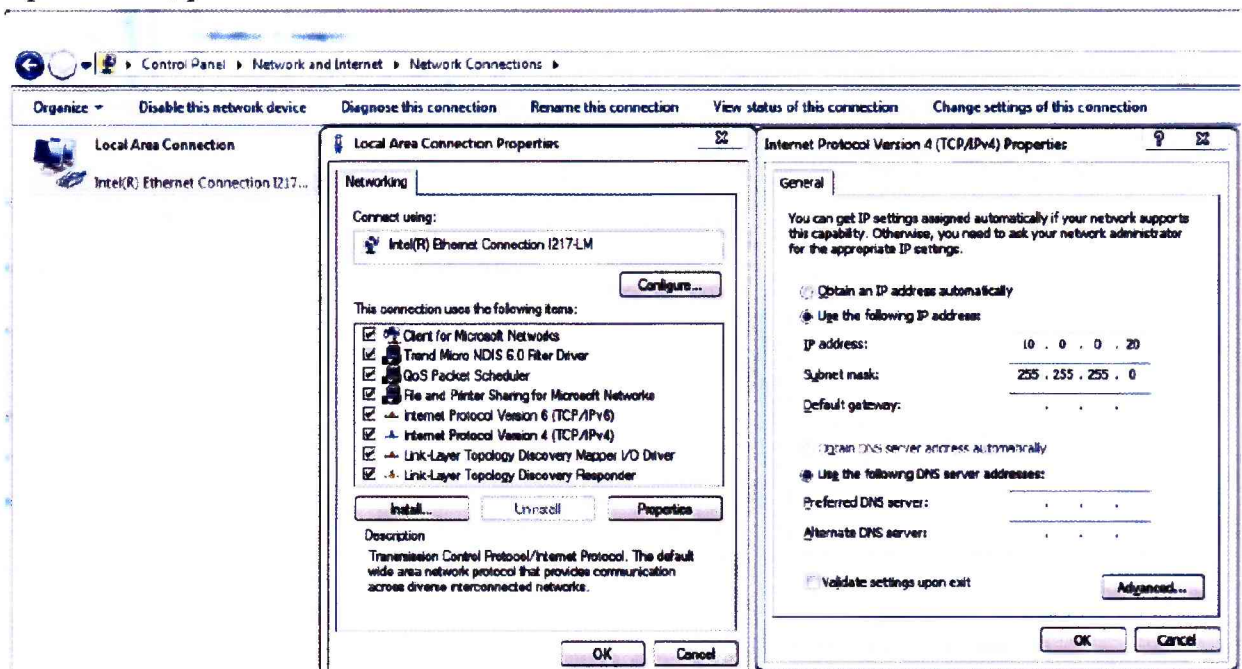 Control Panel ▸ Network and Internet ▸ Network Connections ▸
Organize Disable this network device Diagnose this connection Rename this connection View status of this connection Change settings of this connection
Local Area Connection
Intel(R) Ethernet Connection I217...
Local Area Connection Properties
Networking
Connect using:
Intel(R) Ethernet Connection I217-LM
Configure...
This connection uses the following items:
Client for Microsoft Networks
Trend Micro NDIS 6.0 Filter Driver
QoS Packet Scheduler
File and Printer Sharing for Microsoft Networks
Internet Protocol Version 6 (TCP/IPv6)
Internet Protocol Version 4 (TCP/IPv4)
Link-Layer Topology Discovery Mapper I/O Driver
Link-Layer Topology Discovery Responder
Install... Uninstall Properties
Description
Transmission Control Protocol/Internet Protocol. The default
wide area network protocol that provides communication
across diverse interconnected networks.
OK Cancel
Internet Protocol Version 4 (TCP/IPv4) Properties
General
You can get IP settings assigned automatically if your network supports
this capability. Otherwise, you need to ask your network administrator
for the appropriate IP settings.
Obtain an IP address automatically
Use the following IP address:
IP address: 10 . 0 . 0 . 20
Subnet mask: 255 . 255 . 255 . 0
Default gateway: . . .
Obtain DNS server address automatically
Use the following DNS server addresses:
Preferred DNS server: . . .
Alternate DNS server: . . .
Validate settings upon exit
Advanced...
OK Cancel